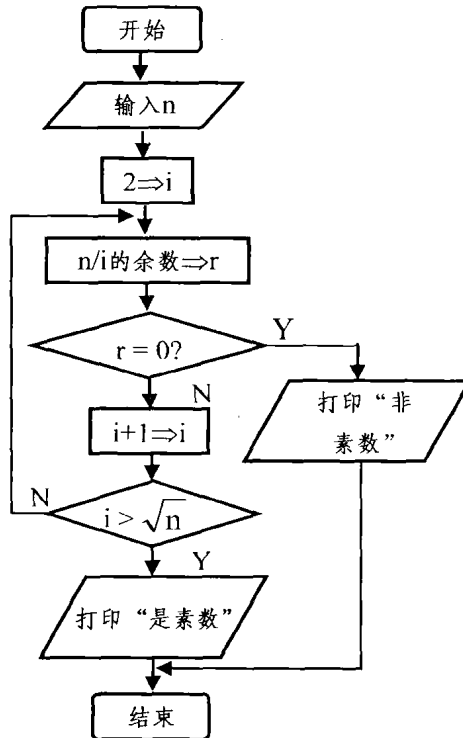 开始
输入n
2⇒i
n/i的余数⇒r
r = 0?
Y
N
打印“非
素数”
i+1⇒i
N
i > √n
Y
打印“是素数”
结束